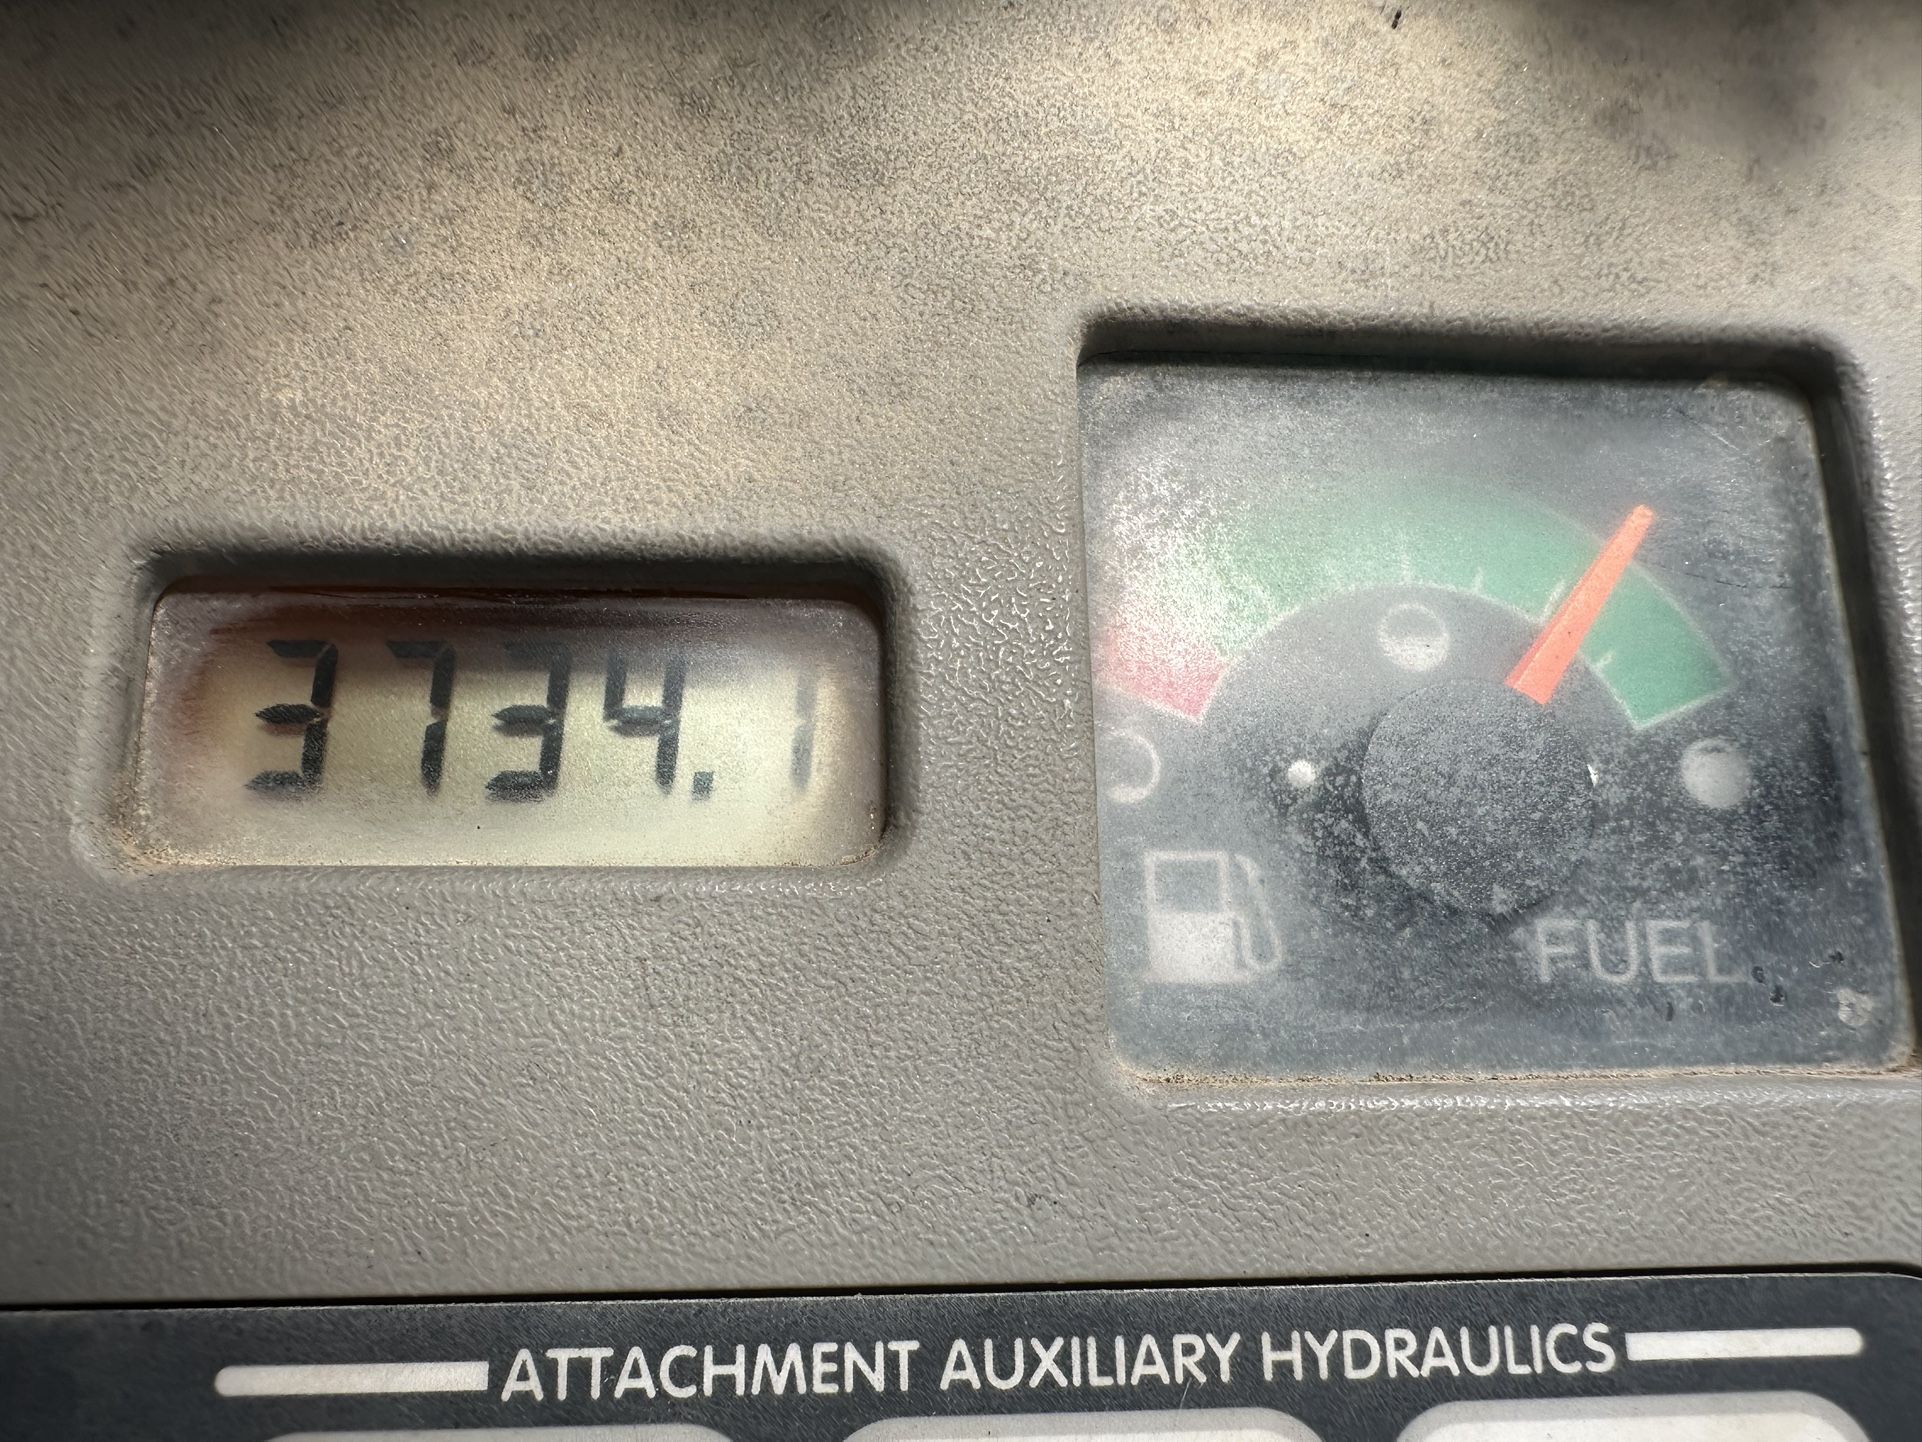 3734.1
FUEL
ATTACHMENT AUXILIARY HYDRAULICS